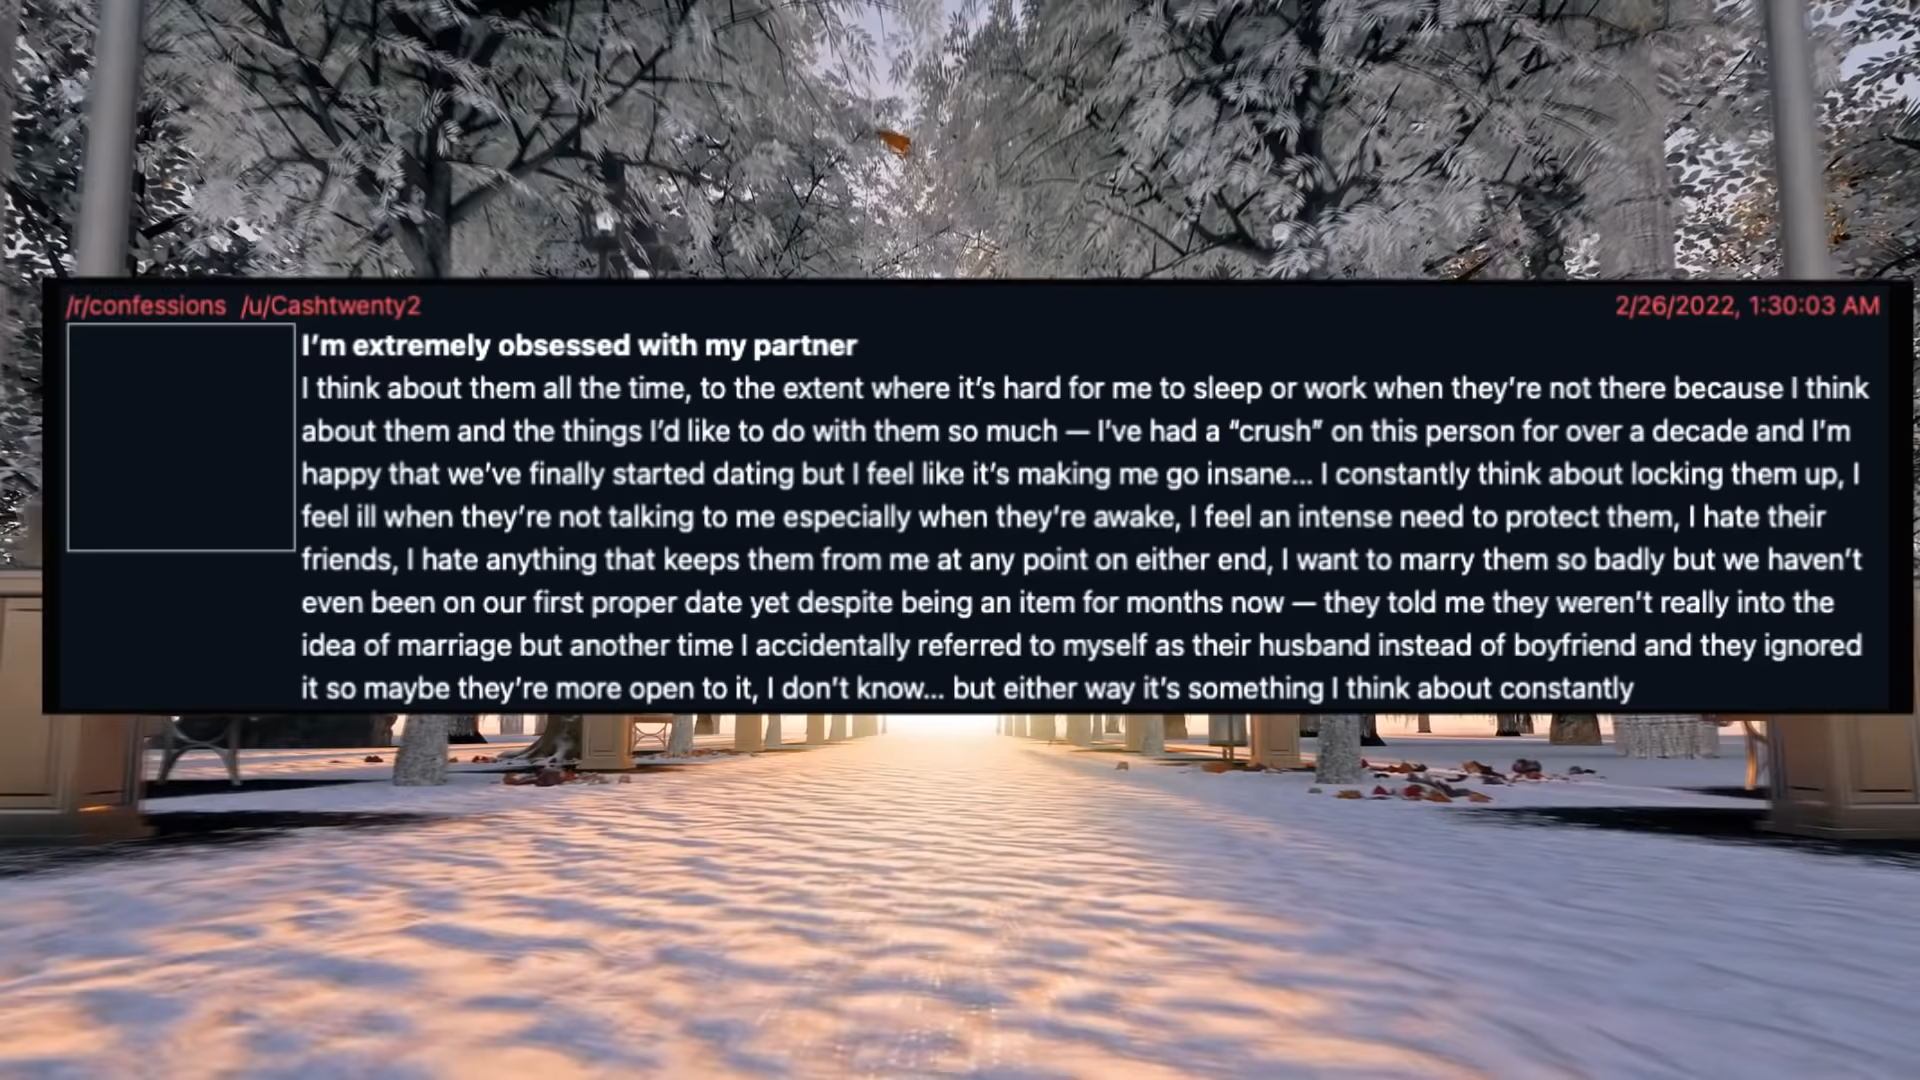 /r/confessions /u/Cashtwenty2 2/26/2022, 1:30:03 AM
I’m extremely obsessed with my partner
I think about them all the time, to the extent where it’s hard for me to sleep or work when they’re not there because I think
about them and the things I’d like to do with them so much — I’ve had a “crush” on this person for over a decade and I’m
happy that we’ve finally started dating but I feel like it’s making me go insane... I constantly think about locking them up, I
feel ill when they’re not talking to me especially when they’re awake, I feel an intense need to protect them, I hate their
friends, I hate anything that keeps them from me at any point on either end, I want to marry them so badly but we haven’t
even been on our first proper date yet despite being an item for months now — they told me they weren’t really into the
idea of marriage but another time I accidentally referred to myself as their husband instead of boyfriend and they ignored
it so maybe they’re more open to it, I don’t know... but either way it’s something I think about constantly